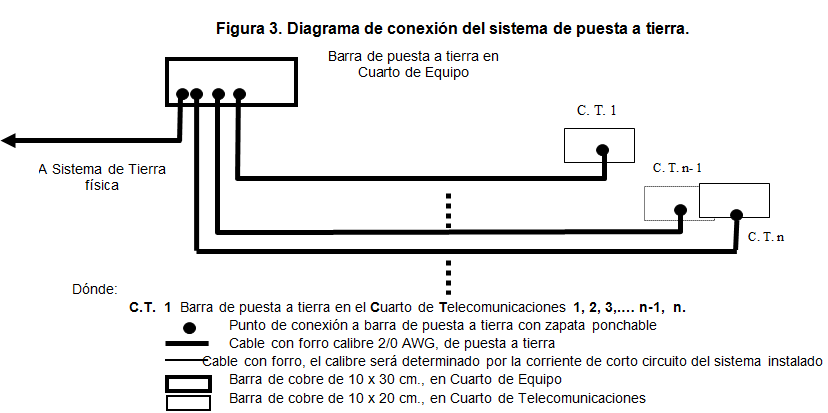 Figura 3. Diagrama de conexión del sistema de puesta a tierra.
Barra de puesta a tierra en
Cuarto de Equipo
C. T. 1
A Sistema de Tierra
física
C. T. n- 1
C. T. n
Dónde:
C.T. 1 Barra de puesta a tierra en el Cuarto de Telecomunicaciones 1, 2, 3,.... n-1, n.
Punto de conexión a barra de puesta a tierra con zapata ponchable
Cable con forro calibre 2/0 AWG, de puesta a tierra
Cable con forro, el calibre será determinado por la corriente de corto circuito del sistema instalado
Barra de cobre de 10 x 30 cm., en Cuarto de Equipo
Barra de cobre de 10 x 20 cm., en Cuarto de Telecomunicaciones